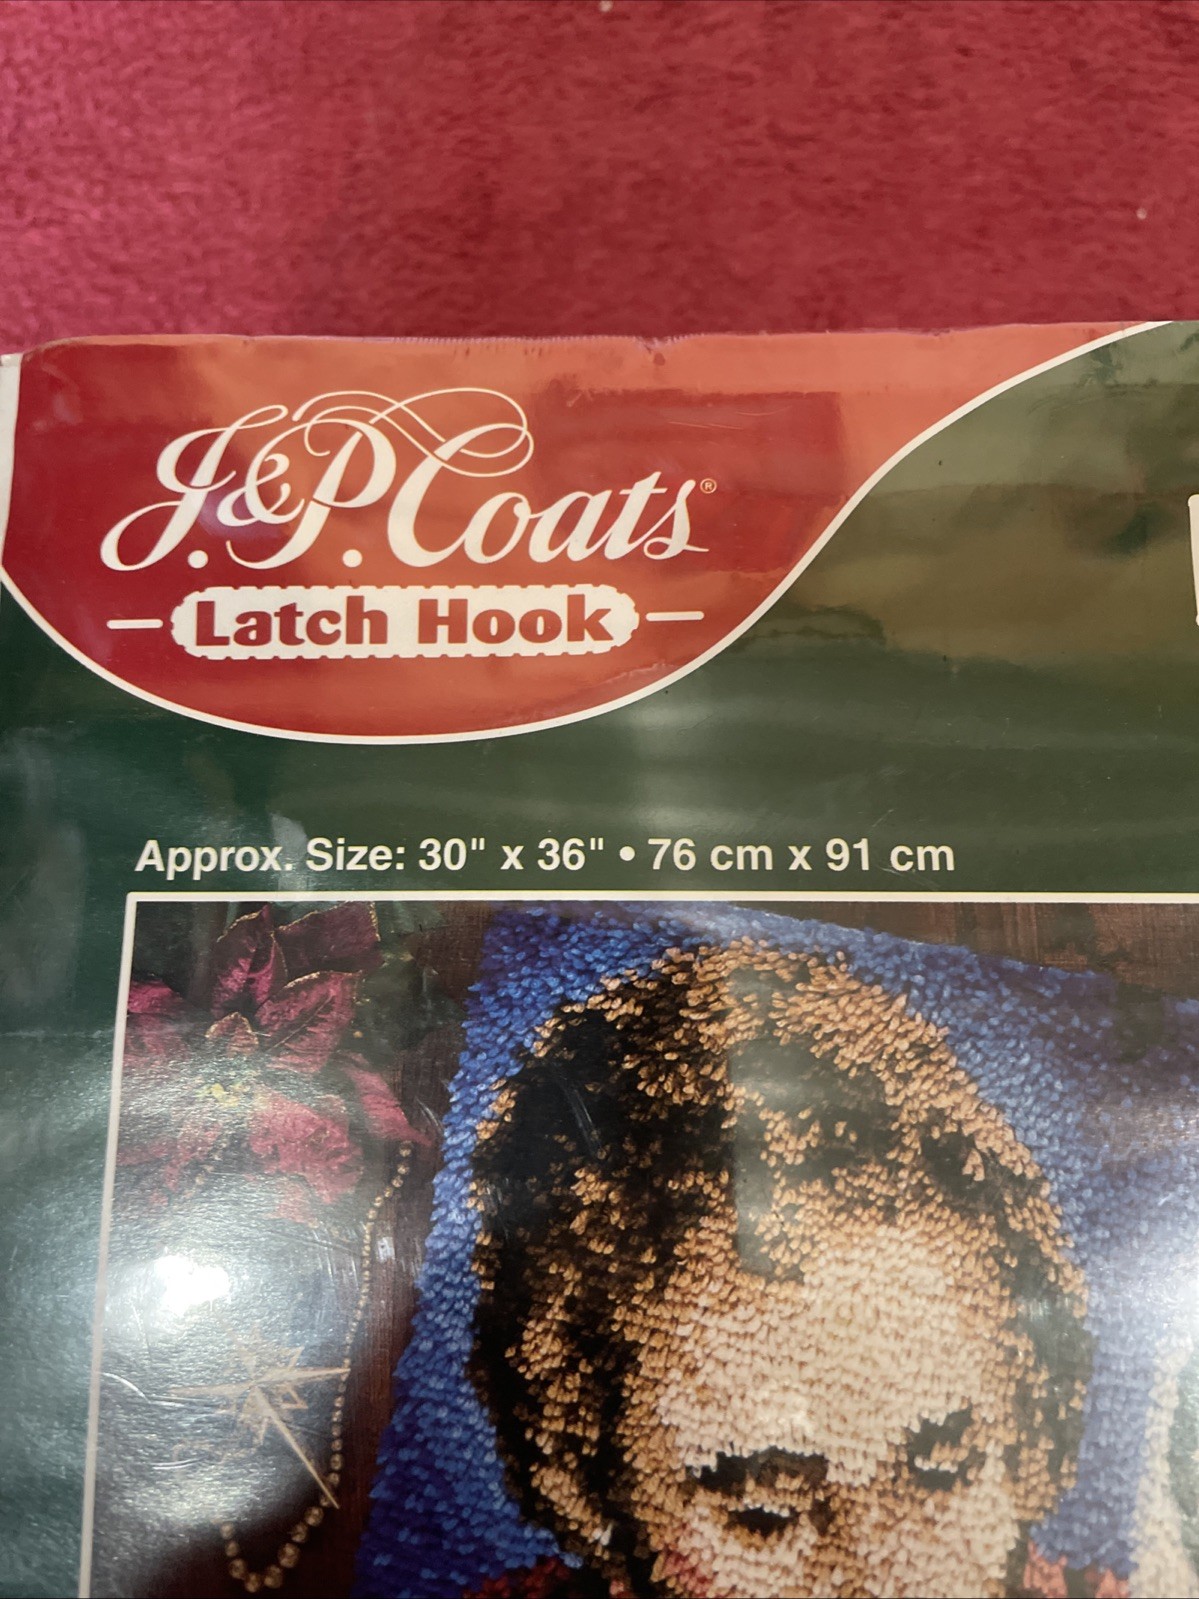 J.&P. Coats®
Latch Hook
Approx. Size: 30" x 36" • 76 cm x 91 cm